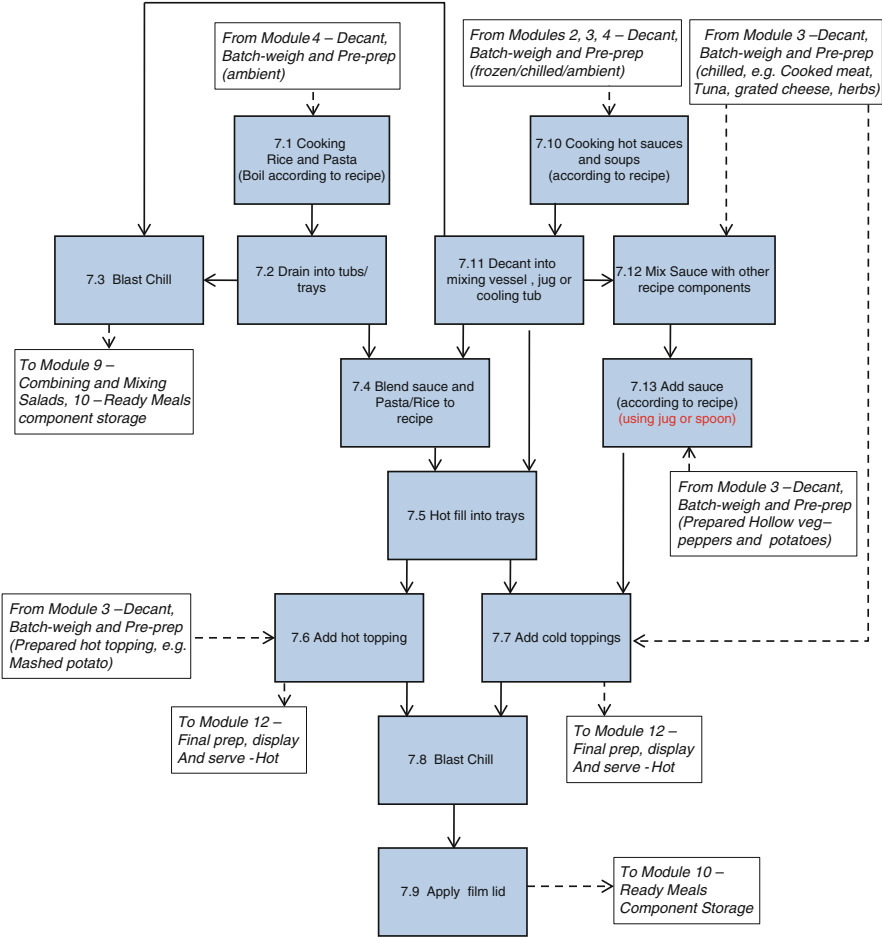 From Module 4 – Decant,
Batch-weigh and Pre-prep
(ambient)
From Modules 2, 3, 4 – Decant,
Batch-weigh and Pre-prep
(frozen/chilled/ambient)
From Module 3 –Decant,
Batch-weigh and Pre-prep
(chilled, e.g. Cooked meat,
Tuna, grated cheese, herbs)
7.1 Cooking
Rice and Pasta
(Boil according to recipe)
7.10 Cooking hot sauces
and soups
(according to recipe)
7.3 Blast Chill
7.2 Drain into tubs/
trays
7.11 Decant into
mixing vessel , jug or
cooling tub
7.12 Mix Sauce with other
recipe components
To Module 9 –
Combining and Mixing
Salads, 10 – Ready Meals
component storage
7.4 Blend sauce and
Pasta/Rice to
recipe
7.13 Add sauce
(according to recipe)
(using jug or spoon)
7.5 Hot fill into trays
From Module 3 – Decant,
Batch-weigh and Pre-prep
(Prepared Hollow veg–
peppers and potatoes)
From Module 3 –Decant,
Batch-weigh and Pre-prep
(Prepared hot topping, e.g.
Mashed potato)
7.6 Add hot topping
7.7 Add cold toppings
To Module 12 –
Final prep, display
And serve - Hot
7.8 Blast Chill
To Module 12 –
Final prep, display
And serve - Hot
7.9 Apply film lid
To Module 10 –
Ready Meals
Component Storage